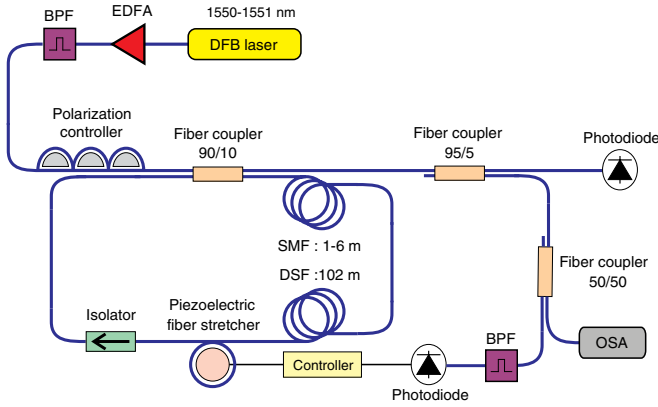 BPF
EDFA
1550-1551 nm
DFB laser
Polarization
controller
Fiber coupler
90/10
Fiber coupler
95/5
Photodiode
SMF : 1-6 m
DSF :102 m
Fiber coupler
50/50
Isolator
Piezoelectric
fiber stretcher
Controller
Photodiode
BPF
OSA